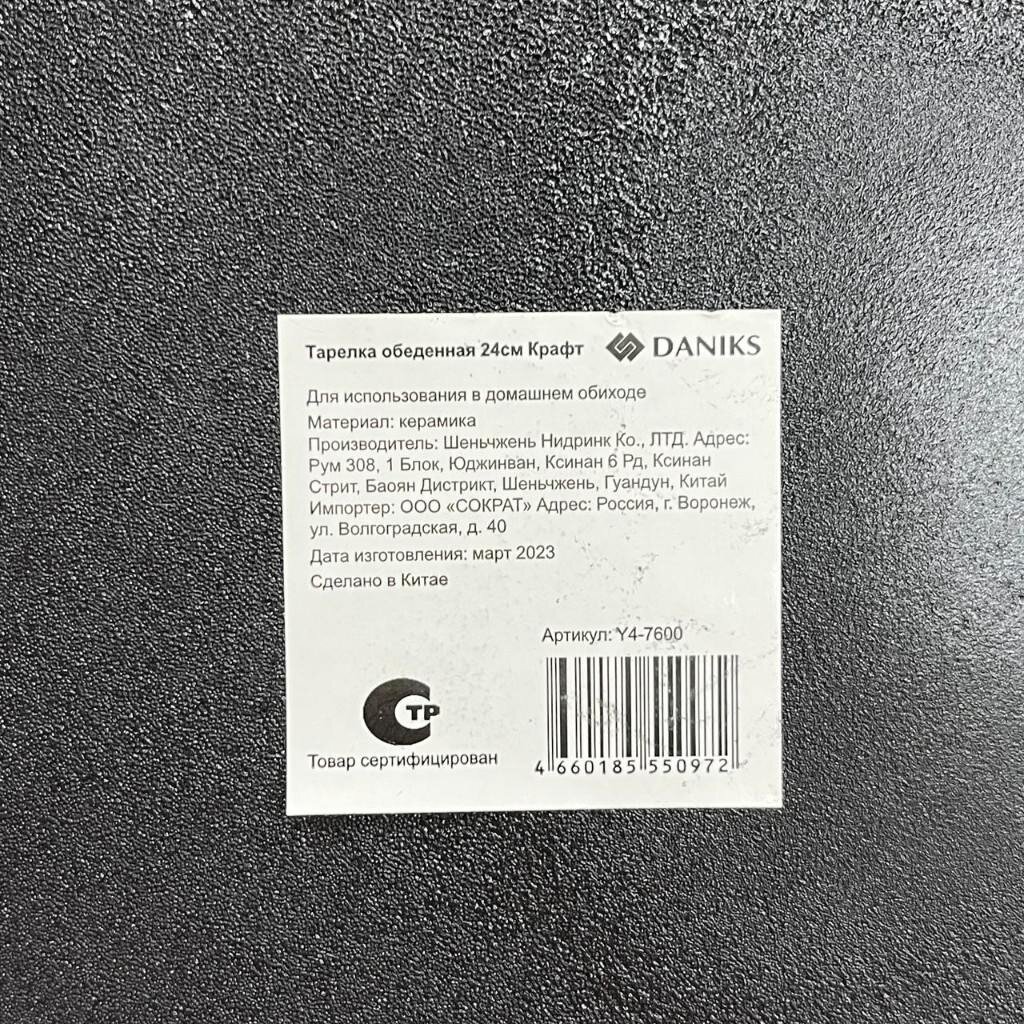 Тарелка обеденная 24см Крафт DANIKS
Для использования в домашнем обиходе
Материал: керамика
Производитель: Шеньчжень Нидринк Ко., ЛТД. Адрес:
Рум 308, 1 Блок, Юджинван, Ксинан 6 Рд, Ксинан
Стрит, Баоян Дистрикт, Шеньчжень, Гуандун, Китай
Импортер: ООО «СОКРАТ» Адрес: Россия, г. Воронеж,
ул. Волгоградская, д. 40
Дата изготовления: март 2023
Сделано в Китае
Артикул: Y4-7600
СТР
Товар сертифицирован
4 660185 550972